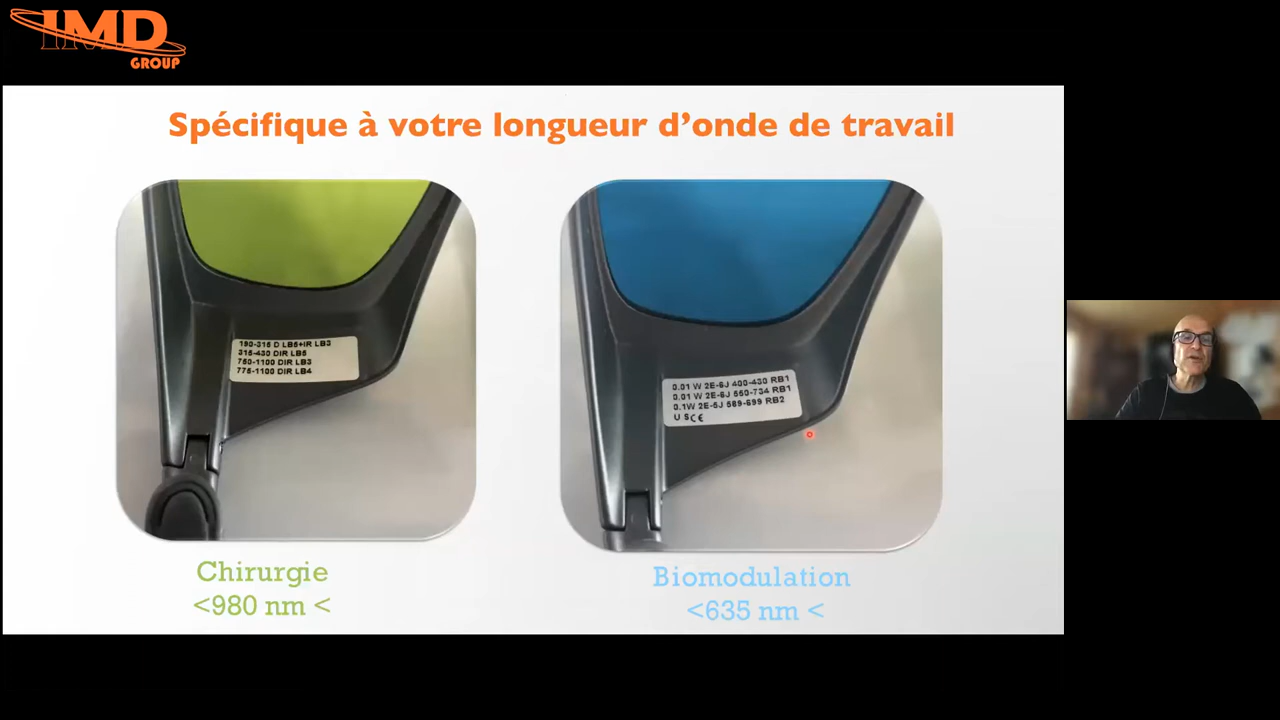 IMD
GROUP
Spécifique à votre longueur d'onde de travail
190-315 D LB5+IR LB3
315-430 DIR LB5
750-1100 DIR LB3
775-1100 DIR LB4
0.01 W 2E-6J 400-430 RB1
0.01 W 2E-6J 560-734 RB1
0.1W 2E-5J 589-699 RB2
U S CE
Chirurgie
<980 nm <
Biomodulation
<635 nm <